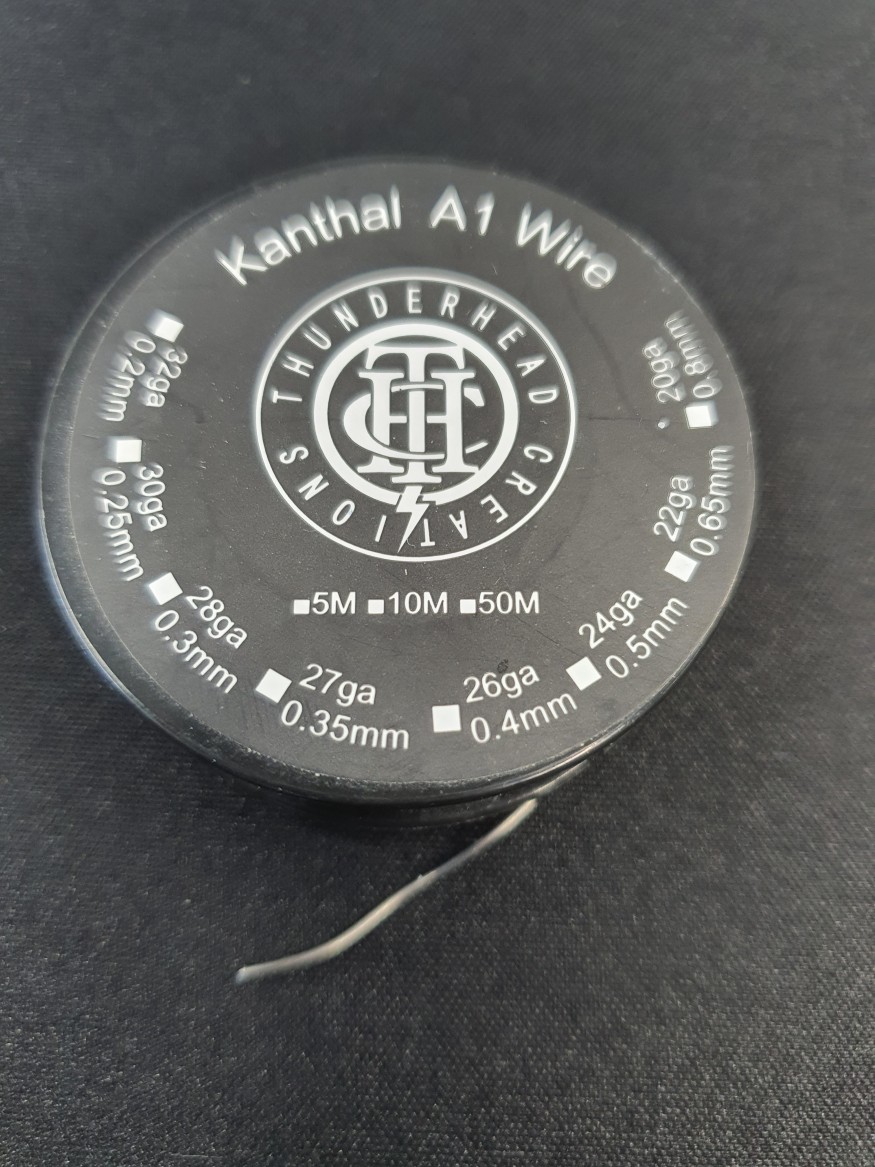 Kanthal A1 Wire
THUNDERHEAD CREATIONS
THC
32ga
0.2mm
30ga
0.25mm
28ga
0.3mm
27ga
0.35mm
26ga
0.4mm
24ga
0.5mm
22ga
0.65mm
20ga
0.8mm
5M 10M 50M